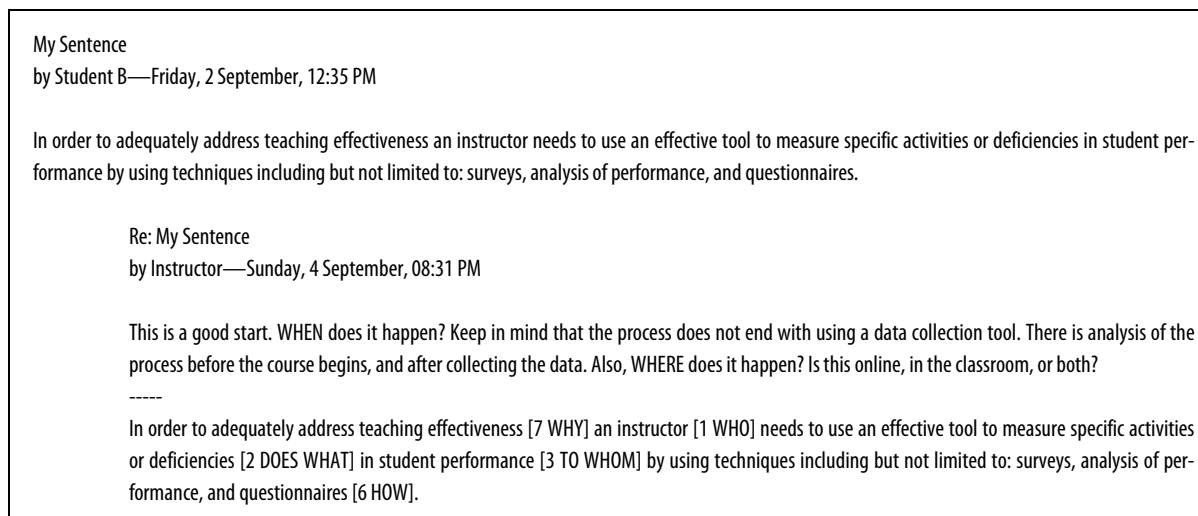 My Sentence
by Student B—Friday, 2 September, 12:35 PM
In order to adequately address teaching effectiveness an instructor needs to use an effective tool to measure specific activities or deficiencies in student per-
formance by using techniques including but not limited to: surveys, analysis of performance, and questionnaires.
Re: My Sentence
by Instructor—Sunday, 4 September, 08:31 PM
This is a good start. WHEN does it happen? Keep in mind that the process does not end with using a data collection tool. There is analysis of the
process before the course begins, and after collecting the data. Also, WHERE does it happen? Is this online, in the classroom, or both?
-----
In order to adequately address teaching effectiveness [7 WHY] an instructor [1 WHO] needs to use an effective tool to measure specific activities
or deficiencies [2 DOES WHAT] in student performance [3 TO WHOM] by using techniques including but not limited to: surveys, analysis of per-
formance, and questionnaires [6 HOW].